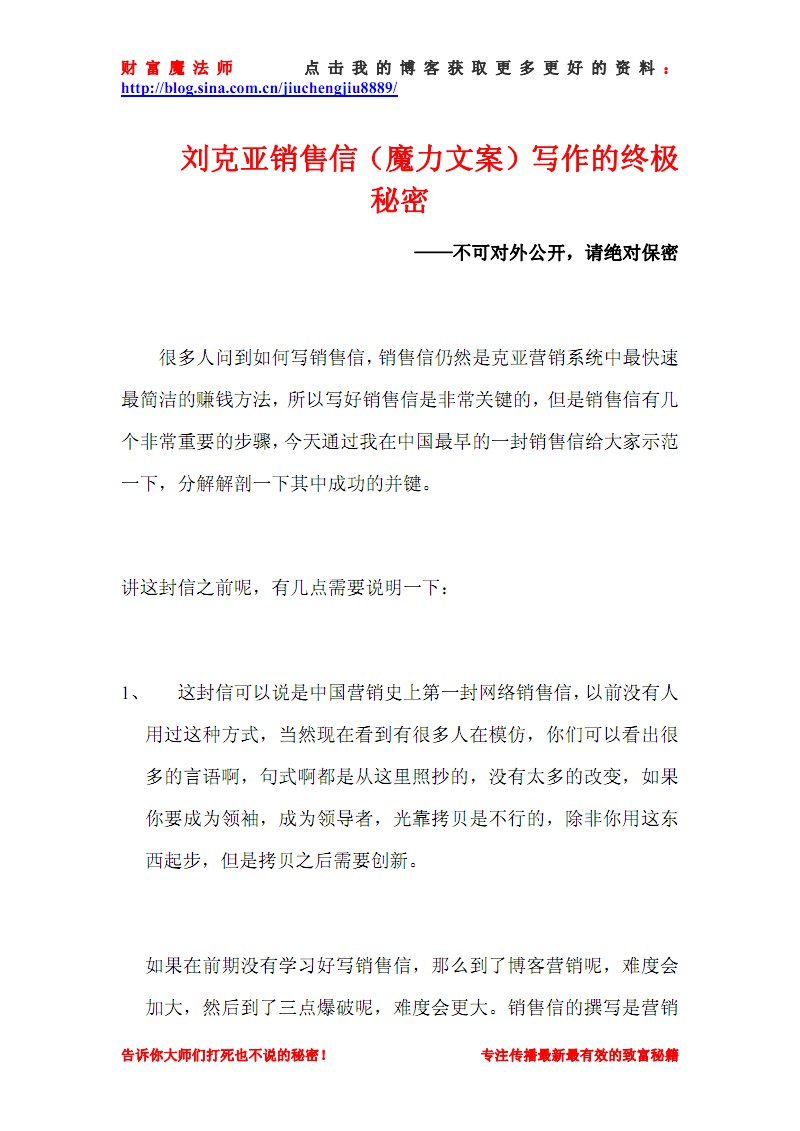 财富魔法师 点击我的博客获取更多更好的资料：
http://blog.sina.com.cn/jiuchengjiu8889/
刘克亚销售信（魔力文案）写作的终极
秘密
——不可对外公开，请绝对保密
很多人问到如何写销售信，销售信仍然是克亚营销系统中最快速
最简洁的赚钱方法，所以写好销售信是非常关键的，但是销售信有几
个非常重要的步骤，今天通过我在中国最早的一封销售信给大家示范
一下，分解解剖一下其中成功的并键。
讲这封信之前呢，有几点需要说明一下：
1、 这封信可以说是中国营销史上第一封网络销售信，以前没有人
用过这种方式，当然现在看到有很多人在模仿，你们可以看出很
多的言语啊，句式啊都是从这里照抄的，没有太多的改变，如果
你要成为领袖，成为领导者，光靠拷贝是不行的，除非你用这东
西起步，但是拷贝之后需要创新。
如果在前期没有学习好写销售信，那么到了博客营销呢，难度会
加大，然后到了三点爆破呢，难度会更大。销售信的撰写是营销
告诉你大师们打死也不说的秘密！ 专注传播最新最有效的致富秘籍